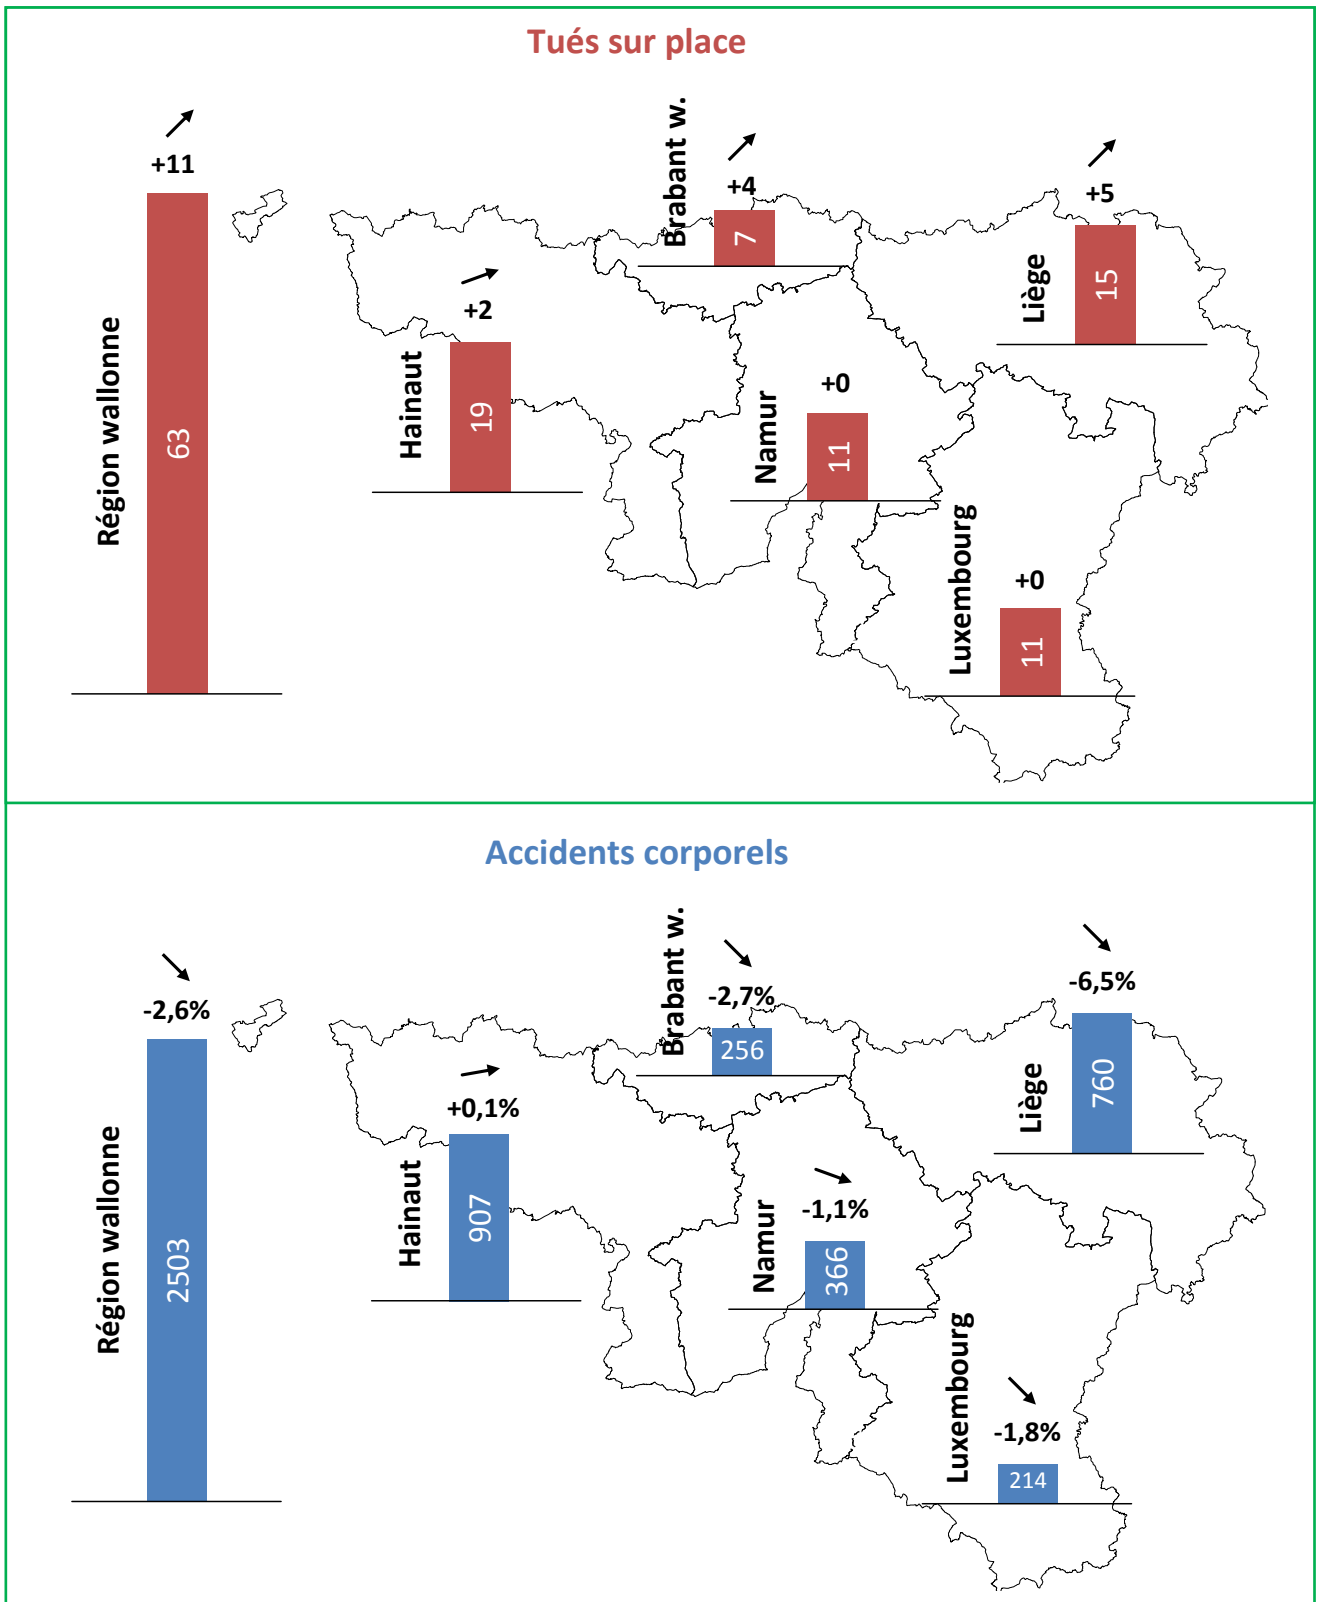 Tués sur place
+11
63
Région wallonne
+2
19
Hainaut
Brabant w.
+4
7
+5
15
Liège
+0
11
Namur
+0
11
Luxembourg
Accidents corporels
-2,6%
2503
Région wallonne
+0,1%
907
Hainaut
Brabant w.
-2,7%
256
-6,5%
760
Liège
-1,1%
366
Namur
-1,8%
214
Luxembourg